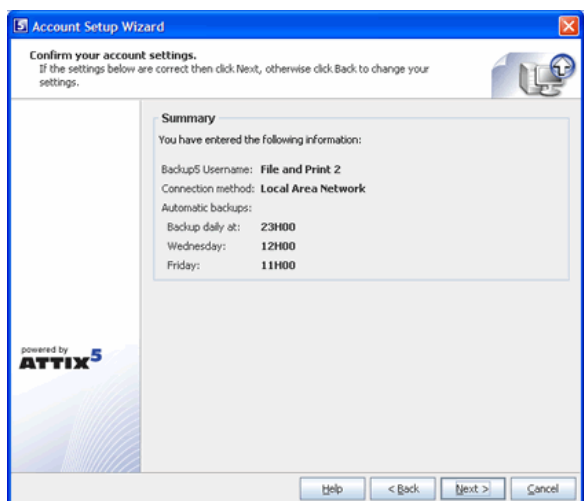 5 Account Setup Wizard
Confirm your account settings.
If the settings below are correct then click Next, otherwise click Back to change your
settings.
Summary
You have entered the following information:
Backup5 Username: File and Print 2
Connection method: Local Area Network
Automatic backups:
Backup daily at: 23H00
Wednesday: 12H00
Friday: 11H00
powered by
ATTIX5
Help < Back Next > Cancel